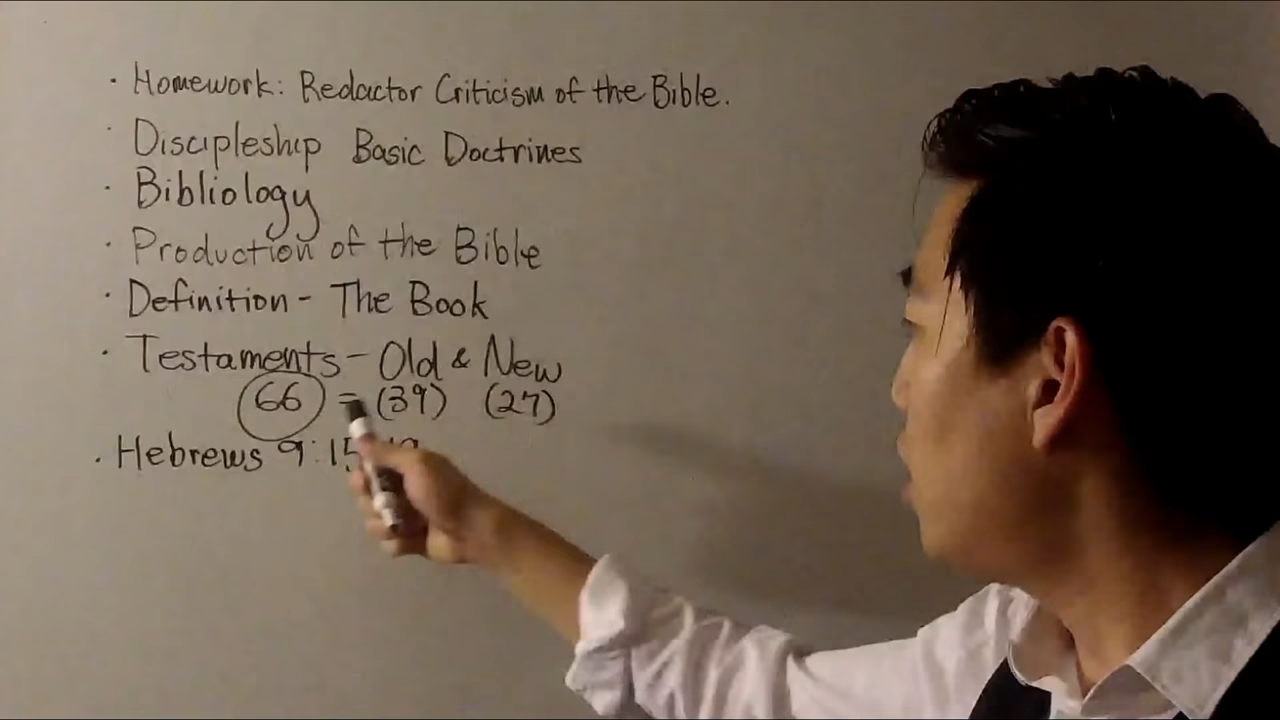 · Homework: Redactor Criticism of the Bible.
· Discipleship Basic Doctrines
· Bibliology
· Production of the Bible
· Definition - The Book
· Testaments - Old & New
66 = (39) (27)
· Hebrews 9:15